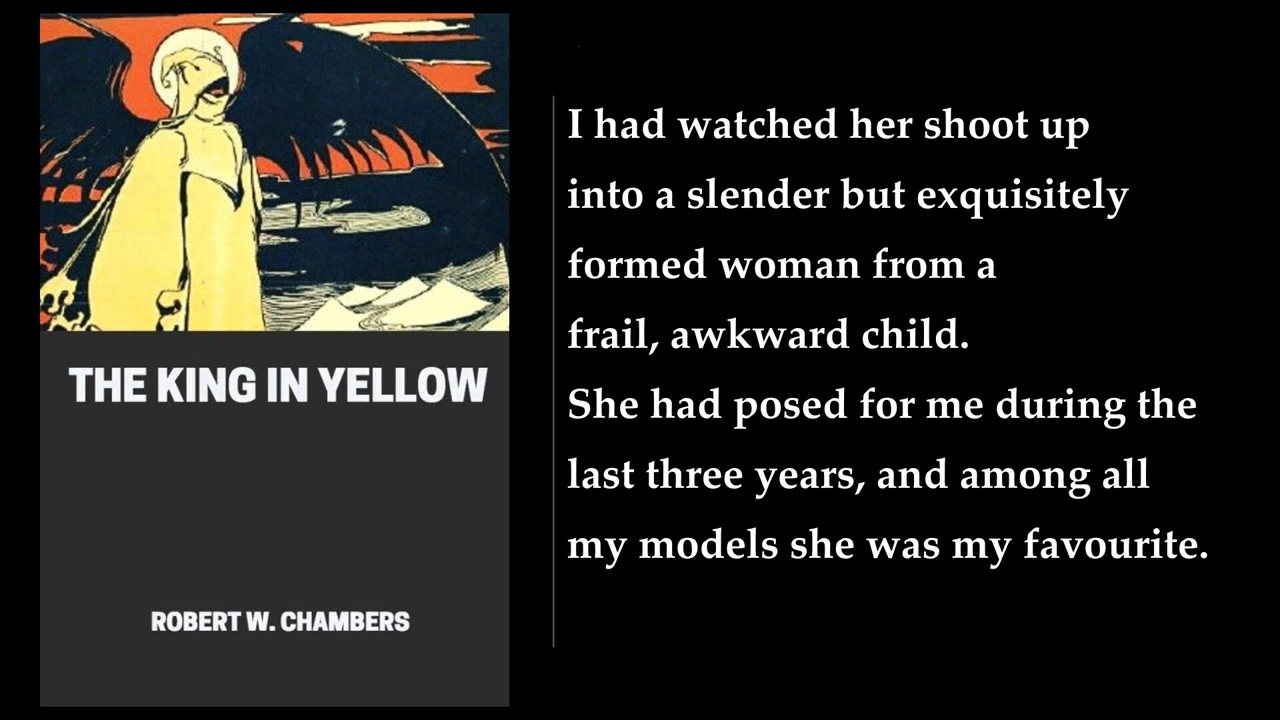 THE KING IN YELLOW
ROBERT W. CHAMBERS
I had watched her shoot up
into a slender but exquisitely
formed woman from a
frail, awkward child.
She had posed for me during the
last three years, and among all
my models she was my favourite.